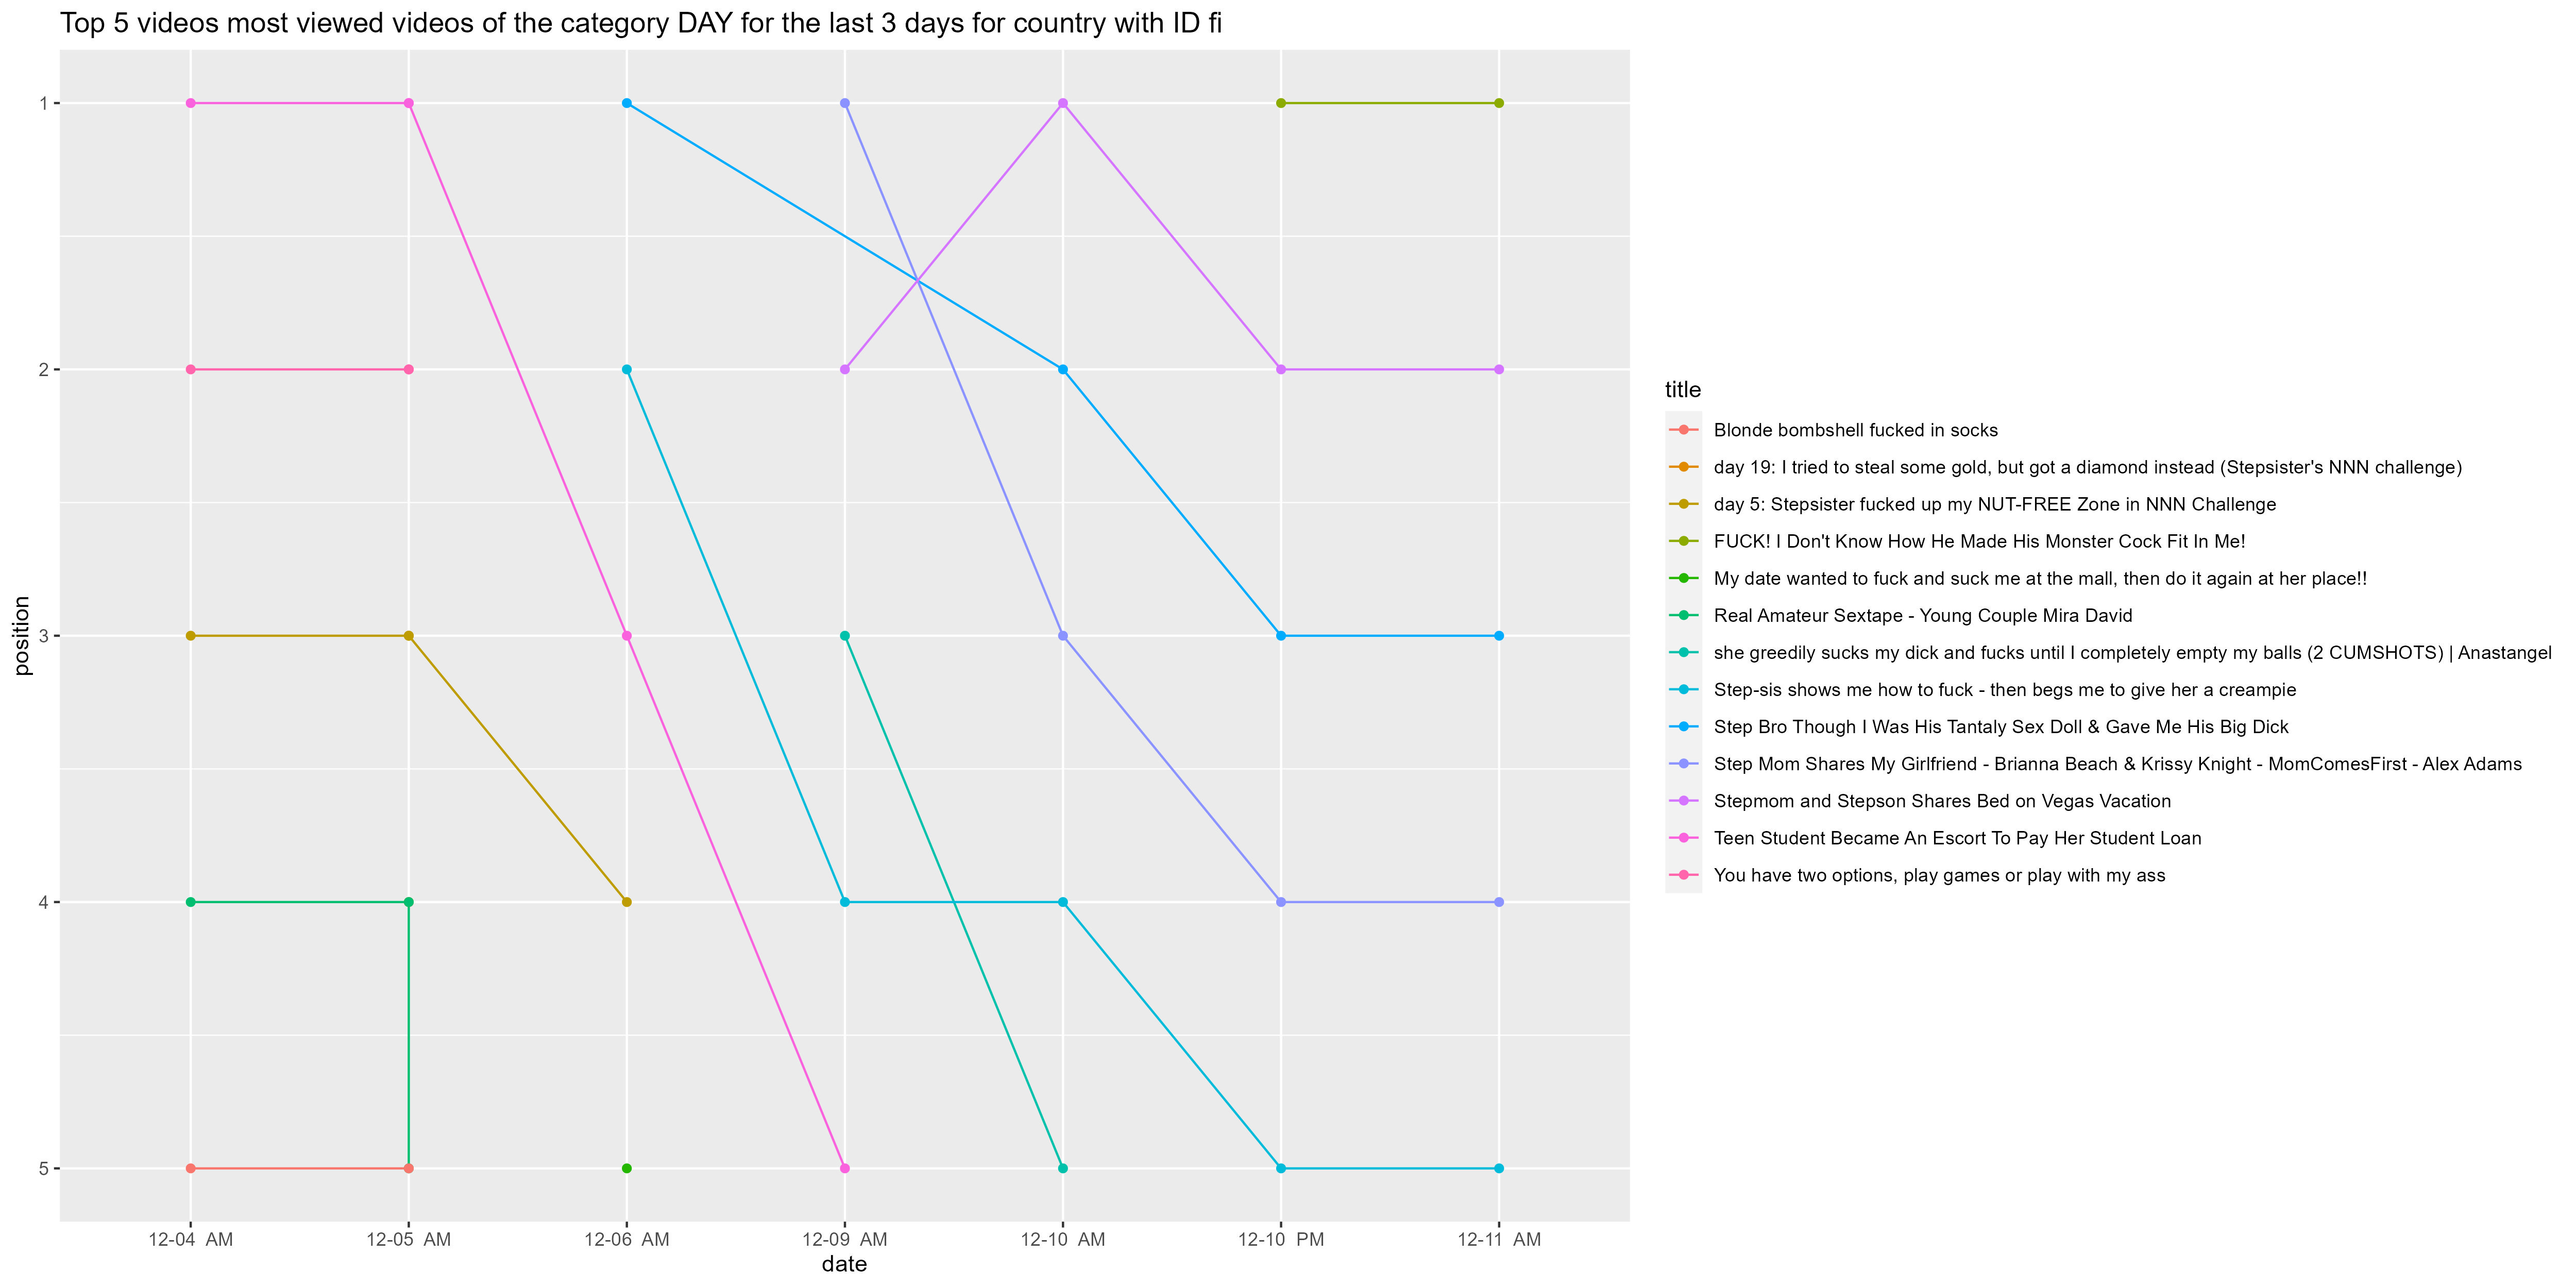 Top 5 videos most viewed videos of the category DAY for the last 3 days for country with ID fi
1
2
3
4
5
position
12-04 AM
12-05 AM
12-06 AM
12-09 AM
12-10 AM
12-10 PM
12-11 AM
date
title
Blonde bombshell fucked in socks
day 19: I tried to steal some gold, but got a diamond instead (Stepsister's NNN challenge)
day 5: Stepsister fucked up my NUT-FREE Zone in NNN Challenge
FUCK! I Don't Know How He Made His Monster Cock Fit In Me!
My date wanted to fuck and suck me at the mall, then do it again at her place!!
Real Amateur Sextape - Young Couple Mira David
she greedily sucks my dick and fucks until I completely empty my balls (2 CUMSHOTS) | Anastangel
Step-sis shows me how to fuck - then begs me to give her a creampie
Step Bro Though I Was His Tantaly Sex Doll & Gave Me His Big Dick
Step Mom Shares My Girlfriend - Brianna Beach & Krissy Knight - MomComesFirst - Alex Adams
Stepmom and Stepson Shares Bed on Vegas Vacation
Teen Student Became An Escort To Pay Her Student Loan
You have two options, play games or play with my ass